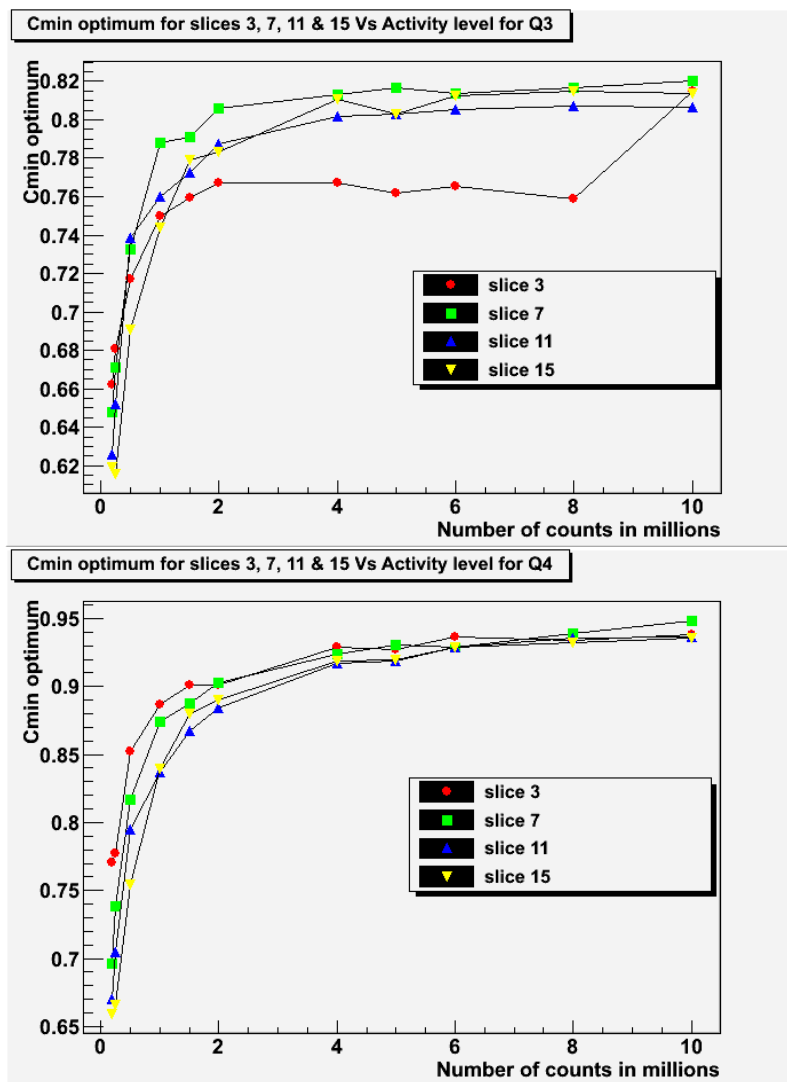 Cmin optimum for slices 3, 7, 11 & 15 Vs Activity level for Q3
Cmin optimum
0.82
0.8
0.78
0.76
0.74
0.72
0.7
0.68
0.66
0.64
0.62
slice 3
slice 7
slice 11
slice 15
0 2 4 6 8 10
Number of counts in millions
Cmin optimum for slices 3, 7, 11 & 15 Vs Activity level for Q4
Cmin optimum
0.95
0.9
0.85
0.8
0.75
0.7
0.65
slice 3
slice 7
slice 11
slice 15
0 2 4 6 8 10
Number of counts in millions